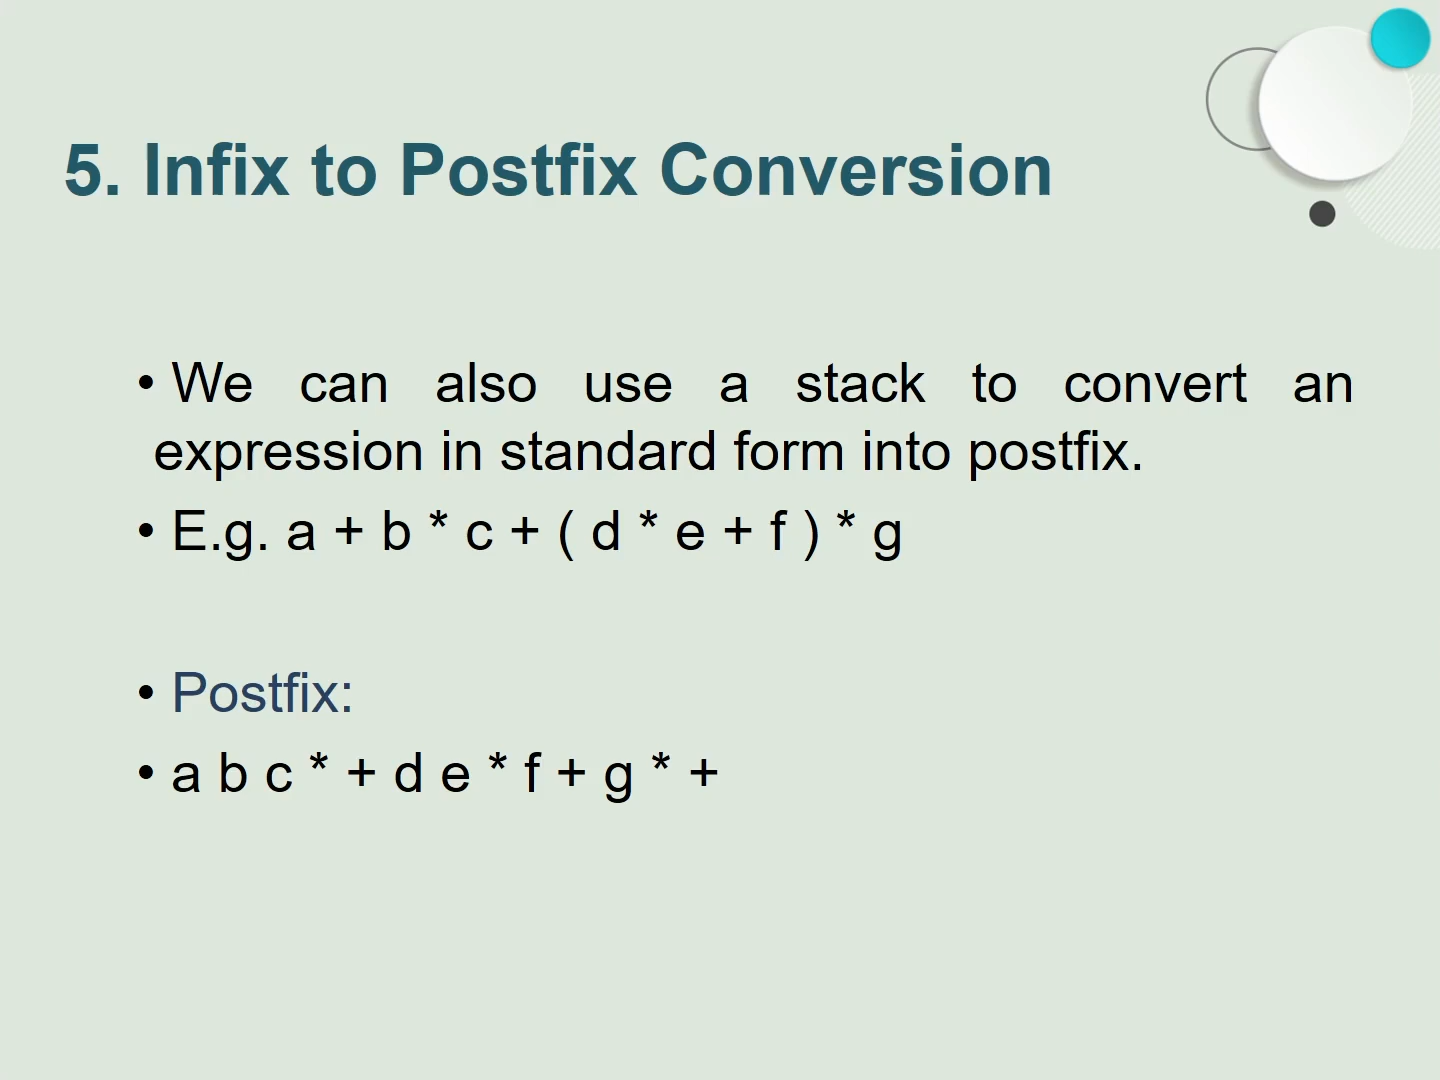 5. Infix to Postfix Conversion
• We can also use a stack to convert an
expression in standard form into postfix.
• E.g. a + b * c + ( d * e + f ) * g
• Postfix:
• a b c * + d e * f + g * +